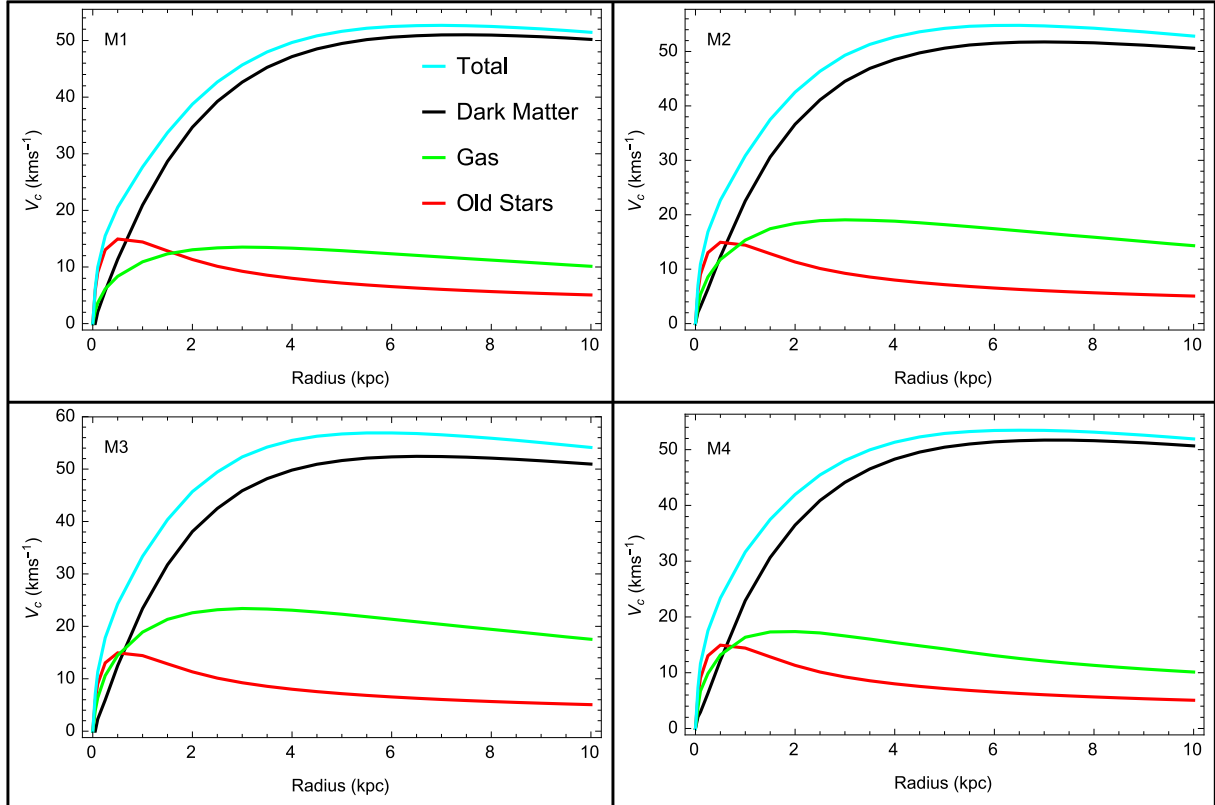 M1
Total
Dark Matter
Gas
Old Stars
V_c (kms⁻¹)
50
40
30
20
10
0
0 2 4 6 8 10
Radius (kpc)
M2
V_c (kms⁻¹)
50
40
30
20
10
0
0 2 4 6 8 10
Radius (kpc)
M3
V_c (kms⁻¹)
60
50
40
30
20
10
0
0 2 4 6 8 10
Radius (kpc)
M4
V_c (kms⁻¹)
50
40
30
20
10
0
0 2 4 6 8 10
Radius (kpc)